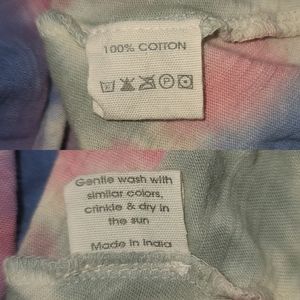 100% COTTON
Gentle wash with
similar colors,
crinkle & dry in
the sun
Made in India